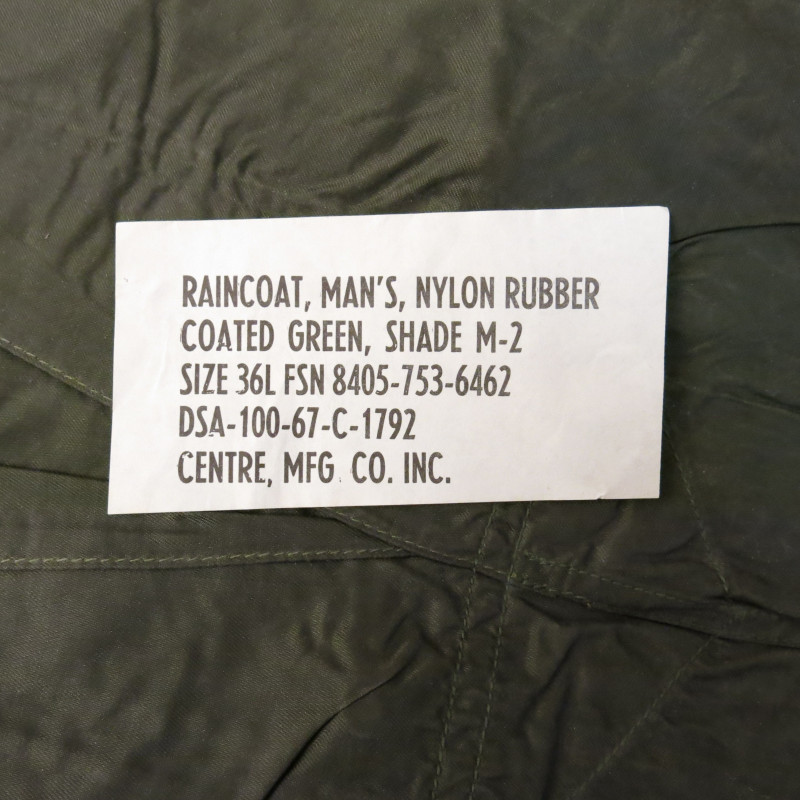 RAINCOAT, MAN'S, NYLON RUBBER
COATED GREEN, SHADE M-2
SIZE 36L FSN 8405-753-6462
DSA-100-67-C-1792
CENTRE, MFG. CO. INC.